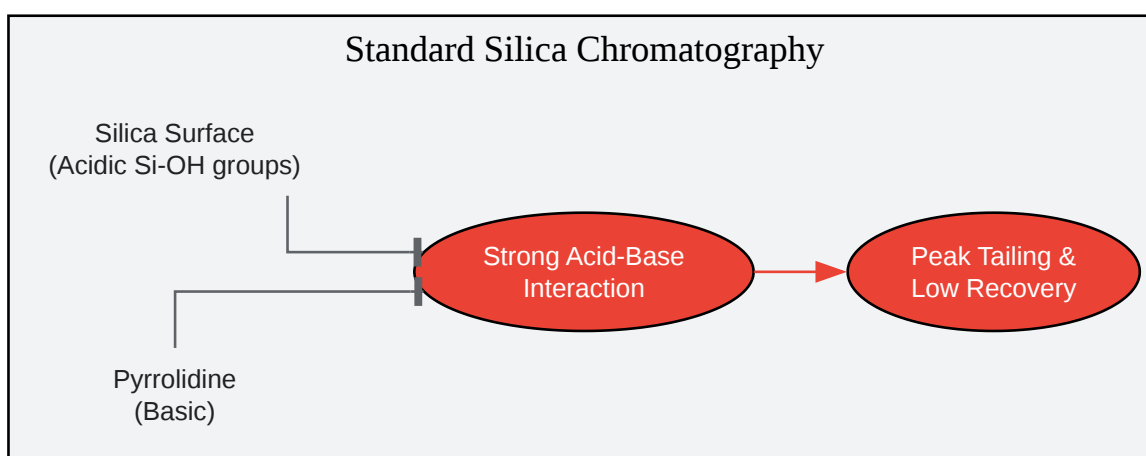 Standard Silica Chromatography
Silica Surface
(Acidic Si-OH groups)
Strong Acid-Base
Interaction
Peak Tailing &
Low Recovery
Pyrrolidine
(Basic)